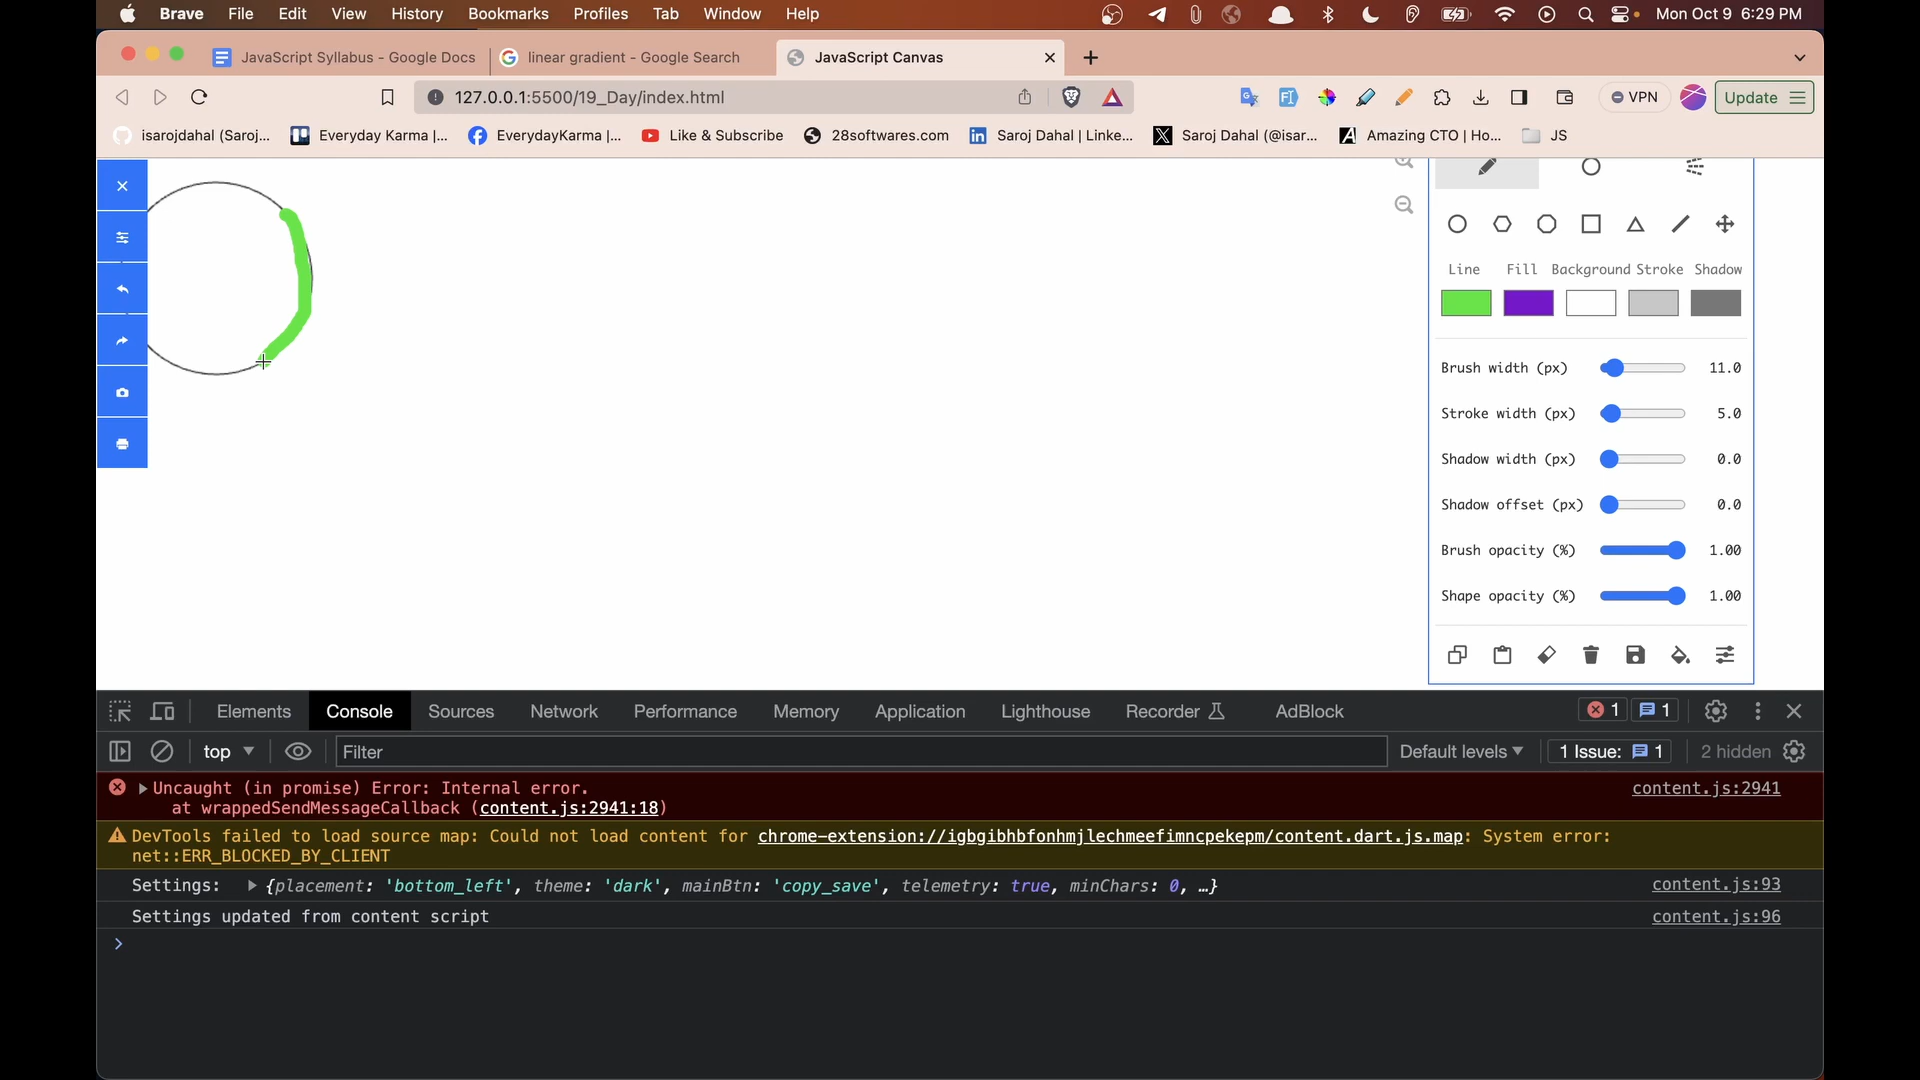 Brave File Edit View History Bookmarks Profiles Tab Window Help Mon Oct 9 6:29 PM
JavaScript Syllabus - Google Docs linear gradient - Google Search JavaScript Canvas
127.0.0.1:5500/19_Day/index.html VPN Update
isarojdahal (Saroj... Everyday Karma |... EverydayKarma |... Like & Subscribe 28softwares.com Saroj Dahal | Linke... Saroj Dahal (@isar... Amazing CTO | Ho... JS
Line Fill Background Stroke Shadow
Brush width (px) 11.0
Stroke width (px) 5.0
Shadow width (px) 0.0
Shadow offset (px) 0.0
Brush opacity (%) 1.00
Shape opacity (%) 1.00
Elements Console Sources Network Performance Memory Application Lighthouse Recorder AdBlock 1 1
top Filter Default levels 1 Issue: 1 2 hidden
Uncaught (in promise) Error: Internal error. content.js:2941
at wrappedSendMessageCallback (content.js:2941:18)
DevTools failed to load source map: Could not load content for chrome-extension://igbgibhbfonhmjlechmeefimncpekepm/content.dart.js.map: System error:
net::ERR_BLOCKED_BY_CLIENT
Settings: {placement: 'bottom_left', theme: 'dark', mainBtn: 'copy_save', telemetry: true, minChars: 0, …} content.js:93
Settings updated from content script content.js:96